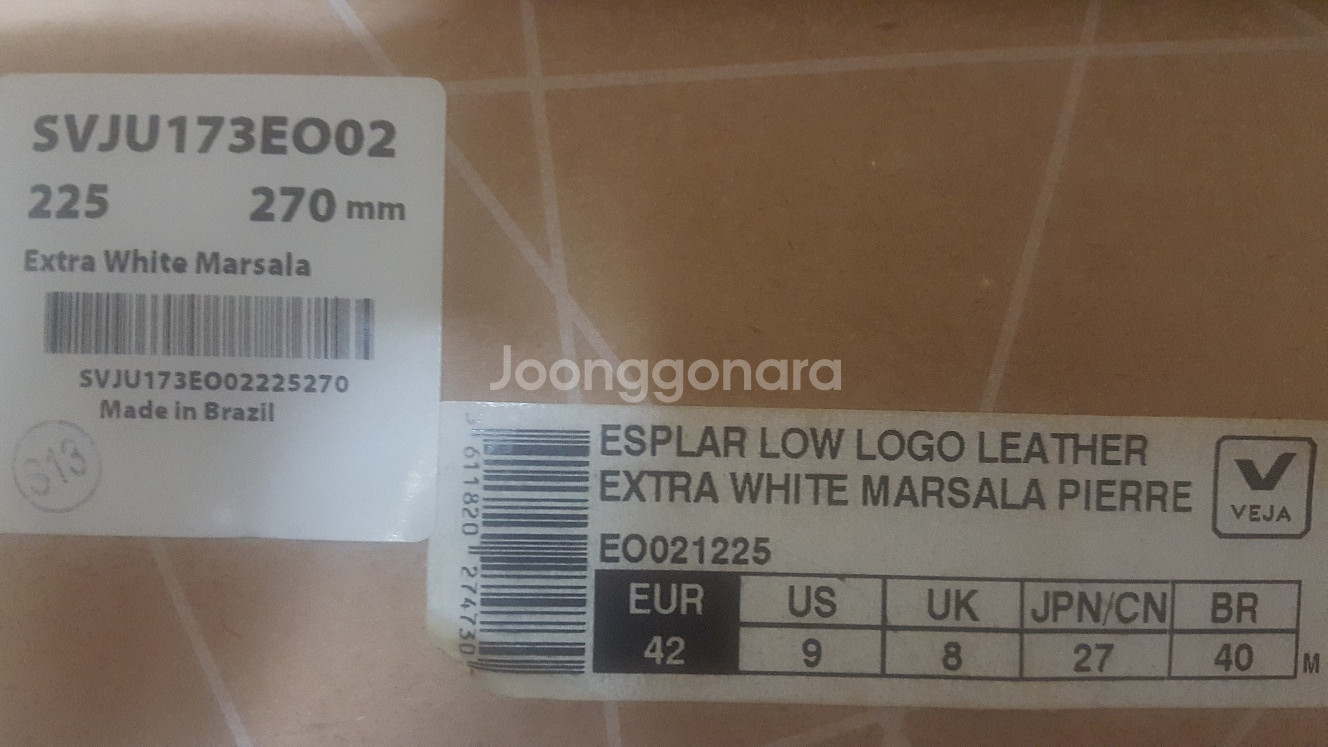 SVJU173EO02
225 270 mm
Extra White Marsala
SVJU173EO02225270
Made in Brazil
S13
Joonggonara
ESPLAR LOW LOGO LEATHER
EXTRA WHITE MARSALA PIERRE
VEJA
EO021225
EUR US UK JPN/CN BR
42 9 8 27 40 M
611820 274730